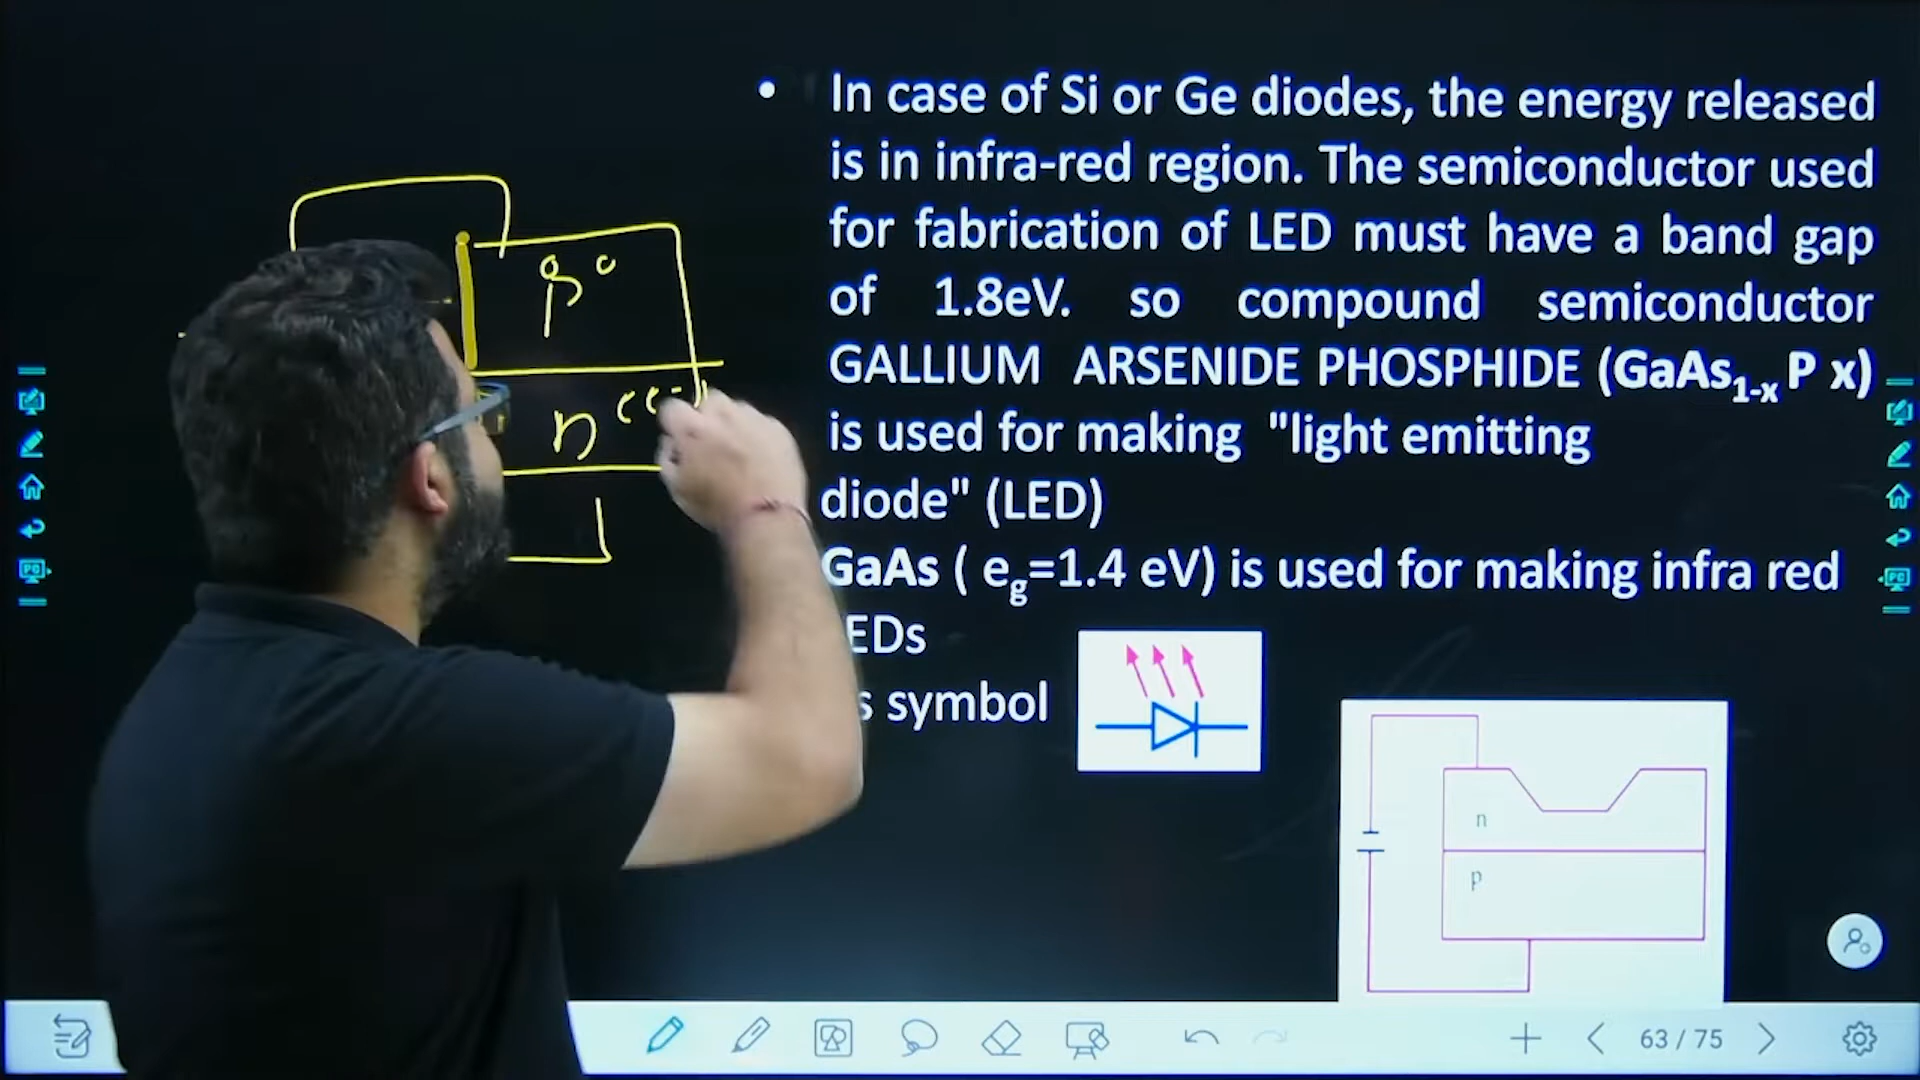 • In case of Si or Ge diodes, the energy released
is in infra-red region. The semiconductor used
for fabrication of LED must have a band gap
of 1.8eV. so compound semiconductor
GALLIUM ARSENIDE PHOSPHIDE (GaAs1-x P x)
is used for making "light emitting
diode" (LED)
GaAs ( eg=1.4 eV) is used for making infra red
EDs
s symbol
n
n
p
63 / 75
PC
PC